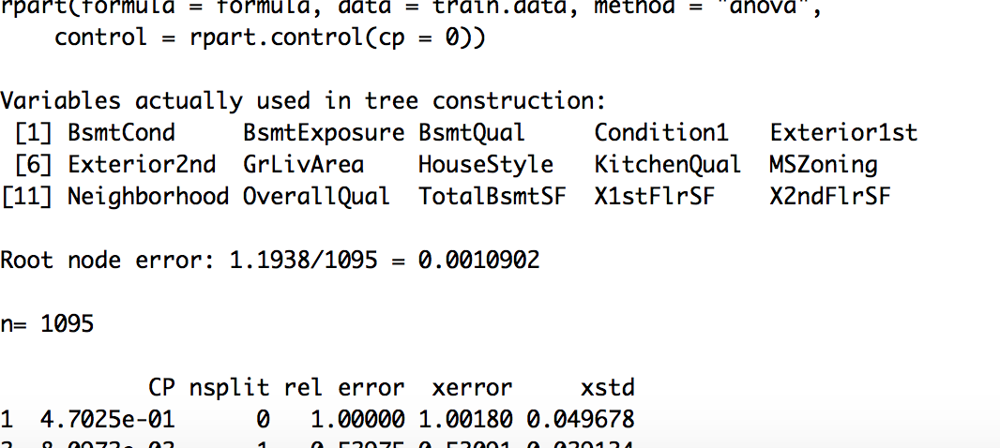 rpart(formula = formula, data = train.data, method = "anova",
    control = rpart.control(cp = 0))
Variables actually used in tree construction:
 [1] BsmtCond     BsmtExposure BsmtQual     Condition1   Exterior1st
 [6] Exterior2nd  GrLivArea    HouseStyle   KitchenQual  MSZoning
[11] Neighborhood OverallQual  TotalBsmtSF  X1stFlrSF    X2ndFlrSF
Root node error: 1.1938/1095 = 0.0010902
n= 1095
           CP nsplit rel error  xerror     xstd
1  4.7025e-01      0   1.00000 1.00180 0.049678